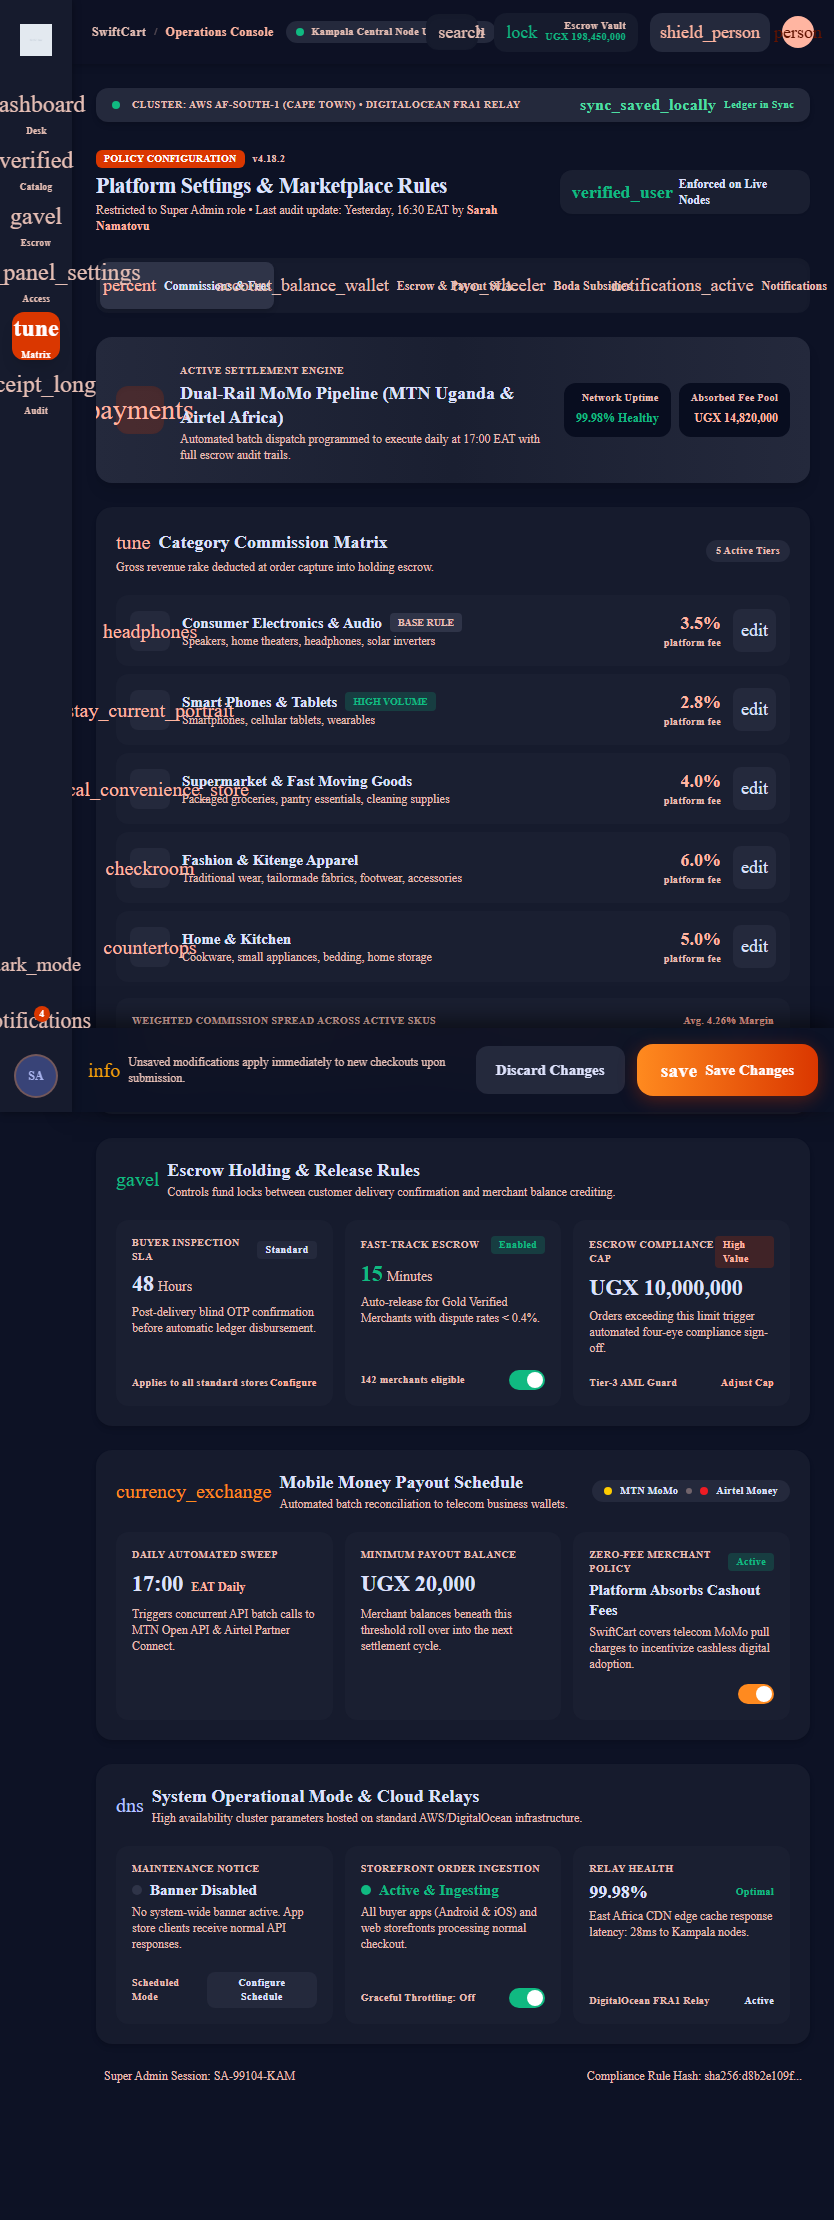 SwiftCart / Operations Console
Kampala Central Node U
search
lock
Escrow Vault
UGX 198,450,000
shield_person
person
ashboard
Desk
verified
Catalog
gavel
Escrow
panel_settings
Access
tune
Matrix
ceipt_long
Audit
ark_mode
otifications
4
SA
CLUSTER: AWS AF-SOUTH-1 (CAPE TOWN) • DIGITALOCEAN FRA1 RELAY
sync_saved_locally Ledger in Sync
POLICY CONFIGURATION v4.18.2
Platform Settings & Marketplace Rules
Restricted to Super Admin role • Last audit update: Yesterday, 16:30 EAT by Sarah
Namatovu
verified_user
Enforced on Live
Nodes
percent Commissions & Fees
account_balance_wallet Escrow & Payout SLA
two_wheeler Boda Subsidies
notifications_active Notifications
payments
ACTIVE SETTLEMENT ENGINE
Dual-Rail MoMo Pipeline (MTN Uganda &
Airtel Africa)
Automated batch dispatch programmed to execute daily at 17:00 EAT with
full escrow audit trails.
Network Uptime
99.98% Healthy
Absorbed Fee Pool
UGX 14,820,000
tune Category Commission Matrix
Gross revenue rake deducted at order capture into holding escrow.
5 Active Tiers
headphones
Consumer Electronics & Audio BASE RULE
Speakers, home theaters, headphones, solar inverters
3.5%
platform fee
edit
stay_current_portrait
Smart Phones & Tablets HIGH VOLUME
Smartphones, cellular tablets, wearables
2.8%
platform fee
edit
cal_convenience_store
Supermarket & Fast Moving Goods
Packaged groceries, pantry essentials, cleaning supplies
4.0%
platform fee
edit
checkroom
Fashion & Kitenge Apparel
Traditional wear, tailormade fabrics, footwear, accessories
6.0%
platform fee
edit
countertops
Home & Kitchen
Cookware, small appliances, bedding, home storage
5.0%
platform fee
edit
WEIGHTED COMMISSION SPREAD ACROSS ACTIVE SKUS
Avg. 4.26% Margin
info
Unsaved modifications apply immediately to new checkouts upon
submission.
Discard Changes
save Save Changes
gavel
Escrow Holding & Release Rules
Controls fund locks between customer delivery confirmation and merchant balance crediting.
BUYER INSPECTION
SLA
Standard
48 Hours
Post-delivery blind OTP confirmation
before automatic ledger disbursement.
Applies to all standard stores Configure
FAST-TRACK ESCROW
Enabled
15 Minutes
Auto-release for Gold Verified
Merchants with dispute rates < 0.4%.
142 merchants eligible
ESCROW COMPLIANCE
CAP
High
Value
UGX 10,000,000
Orders exceeding this limit trigger
automated four-eye compliance sign-
off.
Tier-3 AML Guard
Adjust Cap
currency_exchange
Mobile Money Payout Schedule
Automated batch reconciliation to telecom business wallets.
MTN MoMo
Airtel Money
DAILY AUTOMATED SWEEP
17:00 EAT Daily
Triggers concurrent API batch calls to
MTN Open API & Airtel Partner
Connect.
MINIMUM PAYOUT BALANCE
UGX 20,000
Merchant balances beneath this
threshold roll over into the next
settlement cycle.
ZERO-FEE MERCHANT
POLICY
Active
Platform Absorbs Cashout
Fees
SwiftCart covers telecom MoMo pull
charges to incentivize cashless digital
adoption.
dns
System Operational Mode & Cloud Relays
High availability cluster parameters hosted on standard AWS/DigitalOcean infrastructure.
MAINTENANCE NOTICE
Banner Disabled
No system-wide banner active. App
store clients receive normal API
responses.
Scheduled
Mode
Configure
Schedule
STOREFRONT ORDER INGESTION
Active & Ingesting
All buyer apps (Android & iOS) and
web storefronts processing normal
checkout.
Graceful Throttling: Off
RELAY HEALTH
99.98%
Optimal
East Africa CDN edge cache response
latency: 28ms to Kampala nodes.
DigitalOcean FRA1 Relay
Active
Super Admin Session: SA-99104-KAM
Compliance Rule Hash: sha256:d8b2e109f...